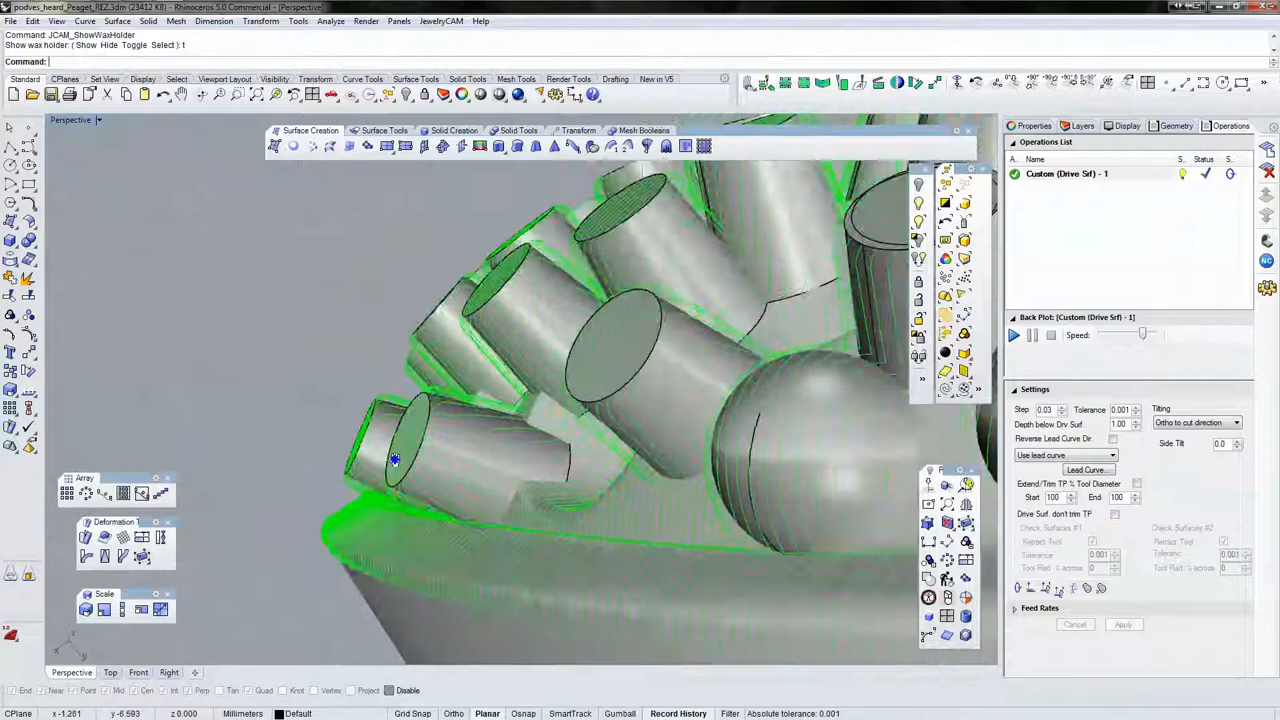 podves_heard_Peaget_REZ.3dm (23412 KB) - Rhinoceros 5.0 Commercial - [Perspective]
File Edit View Curve Surface Solid Mesh Dimension Transform Tools Analyze Render Panels JewelryCAM Help
Command: JCAM_ShowWaxHolder
Show wax holder: ( Show Hide Toggle Select ): t
Command:
Standard CPlanes Set View Display Select Viewport Layout Visibility Transform Curve Tools Surface Tools Solid Tools Mesh Tools Render Tools Drafting New in V5
Perspective
Surface Creation Surface Tools Solid Creation Solid Tools Transform Mesh Booleans
Properties Layers Display Geometry Operations
Operations List
A.. Name S.. Status S..
Custom (Drive Srf) - 1
Back Plot: [Custom (Drive Srf) - 1]
Speed:
Settings
Step 0.03 Tolerance 0.001 Tilting
Depth below Drv Surf. 1.00 Ortho to cut direction
Reverse Lead Curve Dir. Side Tilt 0.0
Use lead curve
Lead Curve...
Extend/Trim TP % Tool Diameter
Start 100 End 100
Drive Surf. don't trim TP
Check Surfaces #1 Check Surfaces #2
Retract Tool Retract Tool
Tolerance 0.001 Toleranc 0.001
Tool Rad. % across 0 Tool Rad. % across 0
Feed Rates
Cancel Apply
Array
Deformation T
Scale
z
x y
Perspective Top Front Right
End Near Point Mid Cen Int Perp Tan Quad Knot Vertex Project Disable
CPlane x -1.261 y -6.593 z 0.000 Millimeters Default Grid Snap Ortho Planar Osnap SmartTrack Gumball Record History Filter Absolute tolerance: 0.001